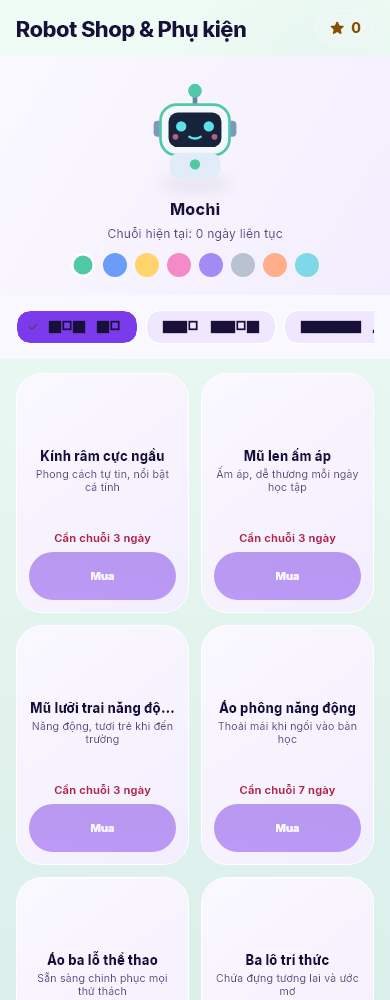 Robot Shop & Phụ kiện
0
Mochi
Chuỗi hiện tại: 0 ngày liên tục
Kính râm cực ngầu
Phong cách tự tin, nổi bật
cá tính
Cần chuỗi 3 ngày
Mua
Mũ len ấm áp
Ấm áp, dễ thương mỗi ngày
học tập
Cần chuỗi 3 ngày
Mua
Mũ lưỡi trai năng độ...
Năng động, tươi trẻ khi đến
trường
Cần chuỗi 3 ngày
Mua
Áo phông năng động
Thoải mái khi ngồi vào bàn
học
Cần chuỗi 7 ngày
Mua
Áo ba lỗ thể thao
Sẵn sàng chinh phục mọi
thử thách
Ba lô tri thức
Chứa đựng tương lai và ước
mơ